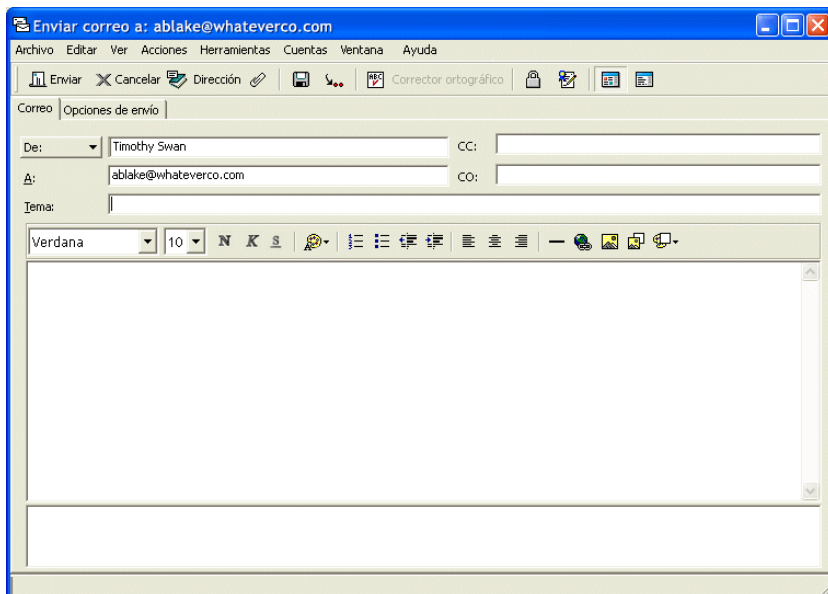 Enviar correo a: ablake@whateverco.com
Archivo Editar Ver Acciones Herramientas Cuentas Ventana Ayuda
Enviar Cancelar Dirección ABC Corrector ortográfico
Correo Opciones de envío
De: Timothy Swan CC:
A: ablake@whateverco.com CO:
Tema:
Verdana 10 N K S